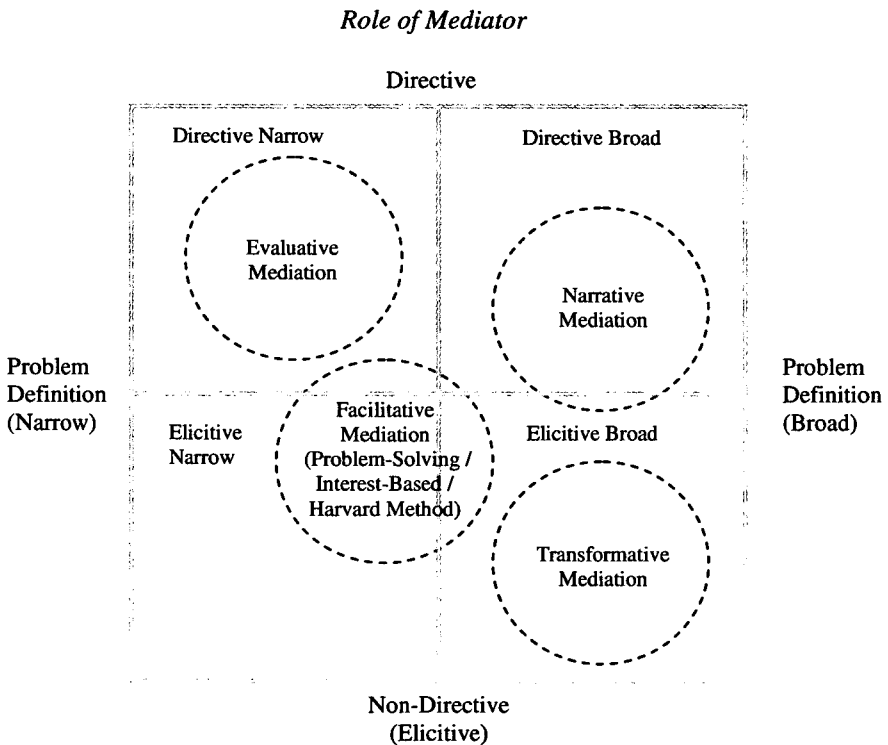 Role of Mediator
Directive
Directive Narrow
Directive Broad
Evaluative
Mediation
Narrative
Mediation
Problem
Definition
(Narrow)
Problem
Definition
(Broad)
Elicitive
Narrow
Facilitative
Mediation
(Problem-Solving /
Interest-Based /
Harvard Method)
Elicitive Broad
Transformative
Mediation
Non-Directive
(Elicitive)